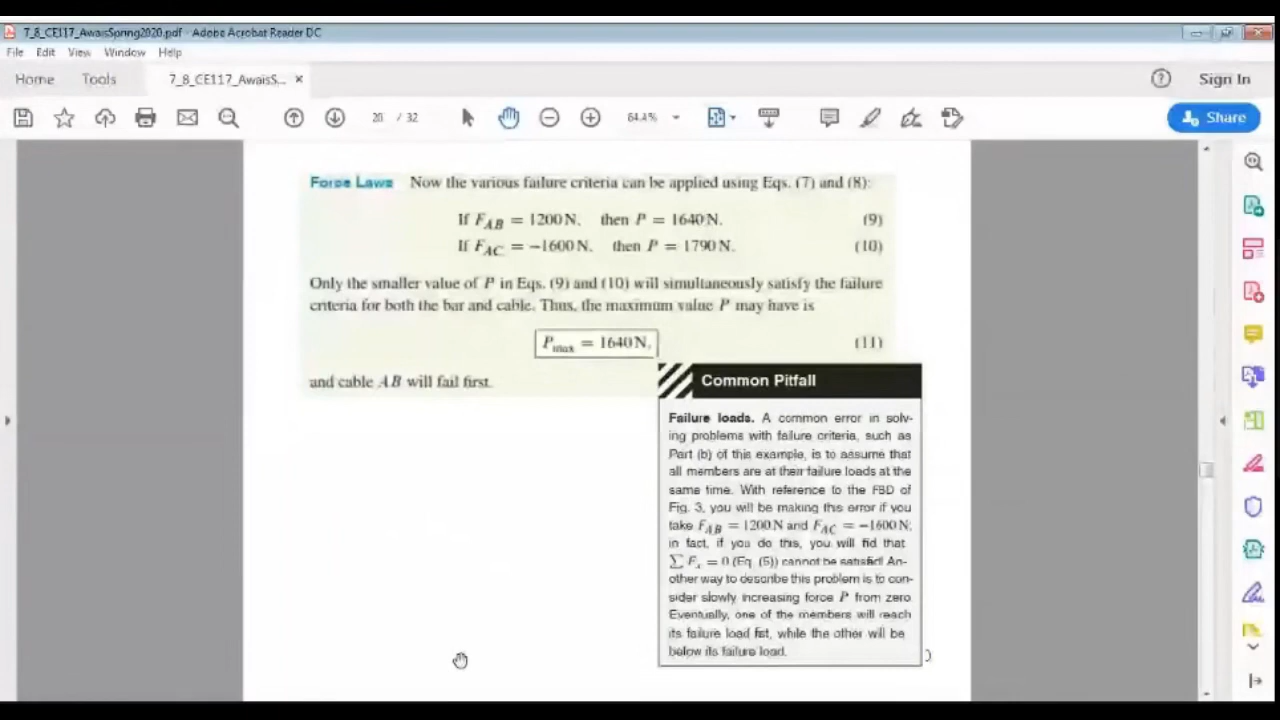 7_8_CE117_AwaisSpring2020.pdf - Adobe Acrobat Reader DC
File Edit View Window Help
Home Tools 7_8_CE117_AwaisS... × Sign In
20 / 32 64.4% Share
Force Laws Now the various failure criteria can be applied using Eqs. (7) and (8):
If F_AB = 1200 N, then P = 1640 N. (9)
If F_AC = −1600 N, then P = 1790 N. (10)
Only the smaller value of P in Eqs. (9) and (10) will simultaneously satisfy the failure
criteria for both the bar and cable. Thus, the maximum value P may have is
P_max = 1640 N, (11)
and cable AB will fail first.
Common Pitfall
Failure loads. A common error in solv-
ing problems with failure criteria, such as
Part (b) of this example, is to assume that
all members are at their failure loads at the
same time. With reference to the FBD of
Fig. 3, you will be making this error if you
take F_AB = 1200 N and F_AC = −1600 N;
in fact, if you do this, you will fid that
∑ F_x = 0 (Eq. (5)) cannot be satisfid! An-
other way to describe this problem is to con-
sider slowly increasing force P from zero
Eventually, one of the members will reach
its failure load fist, while the other will be
below its failure load.